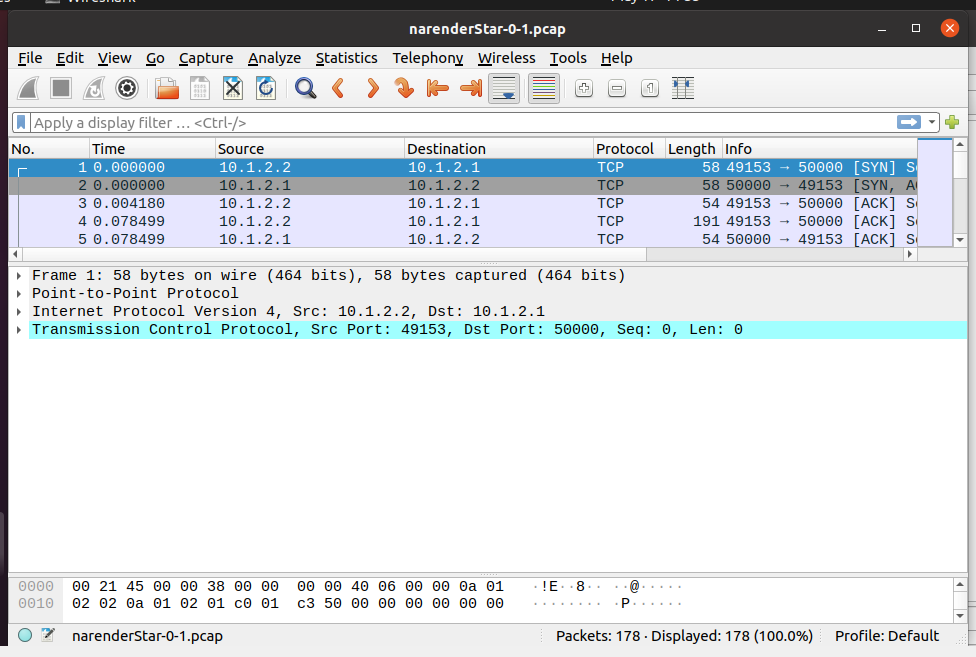 Wireshark
narenderStar-0-1.pcap
File Edit View Go Capture Analyze Statistics Telephony Wireless Tools Help
Apply a display filter … <Ctrl-/>
No. Time Source Destination Protocol Length Info
1 0.000000 10.1.2.2 10.1.2.1 TCP 58 49153 → 50000 [SYN] S
2 0.000000 10.1.2.1 10.1.2.2 TCP 58 50000 → 49153 [SYN, A
3 0.004180 10.1.2.2 10.1.2.1 TCP 54 49153 → 50000 [ACK] S
4 0.078499 10.1.2.2 10.1.2.1 TCP 191 49153 → 50000 [ACK] S
5 0.078499 10.1.2.1 10.1.2.2 TCP 54 50000 → 49153 [ACK] S
Frame 1: 58 bytes on wire (464 bits), 58 bytes captured (464 bits)
Point-to-Point Protocol
Internet Protocol Version 4, Src: 10.1.2.2, Dst: 10.1.2.1
Transmission Control Protocol, Src Port: 49153, Dst Port: 50000, Seq: 0, Len: 0
0000 00 21 45 00 00 38 00 00 00 00 40 06 00 00 0a 01 ·!E··8·· ··@·····
0010 02 02 0a 01 02 01 c0 01 c3 50 00 00 00 00 00 00 ········ ·P······
narenderStar-0-1.pcap Packets: 178 · Displayed: 178 (100.0%) Profile: Default